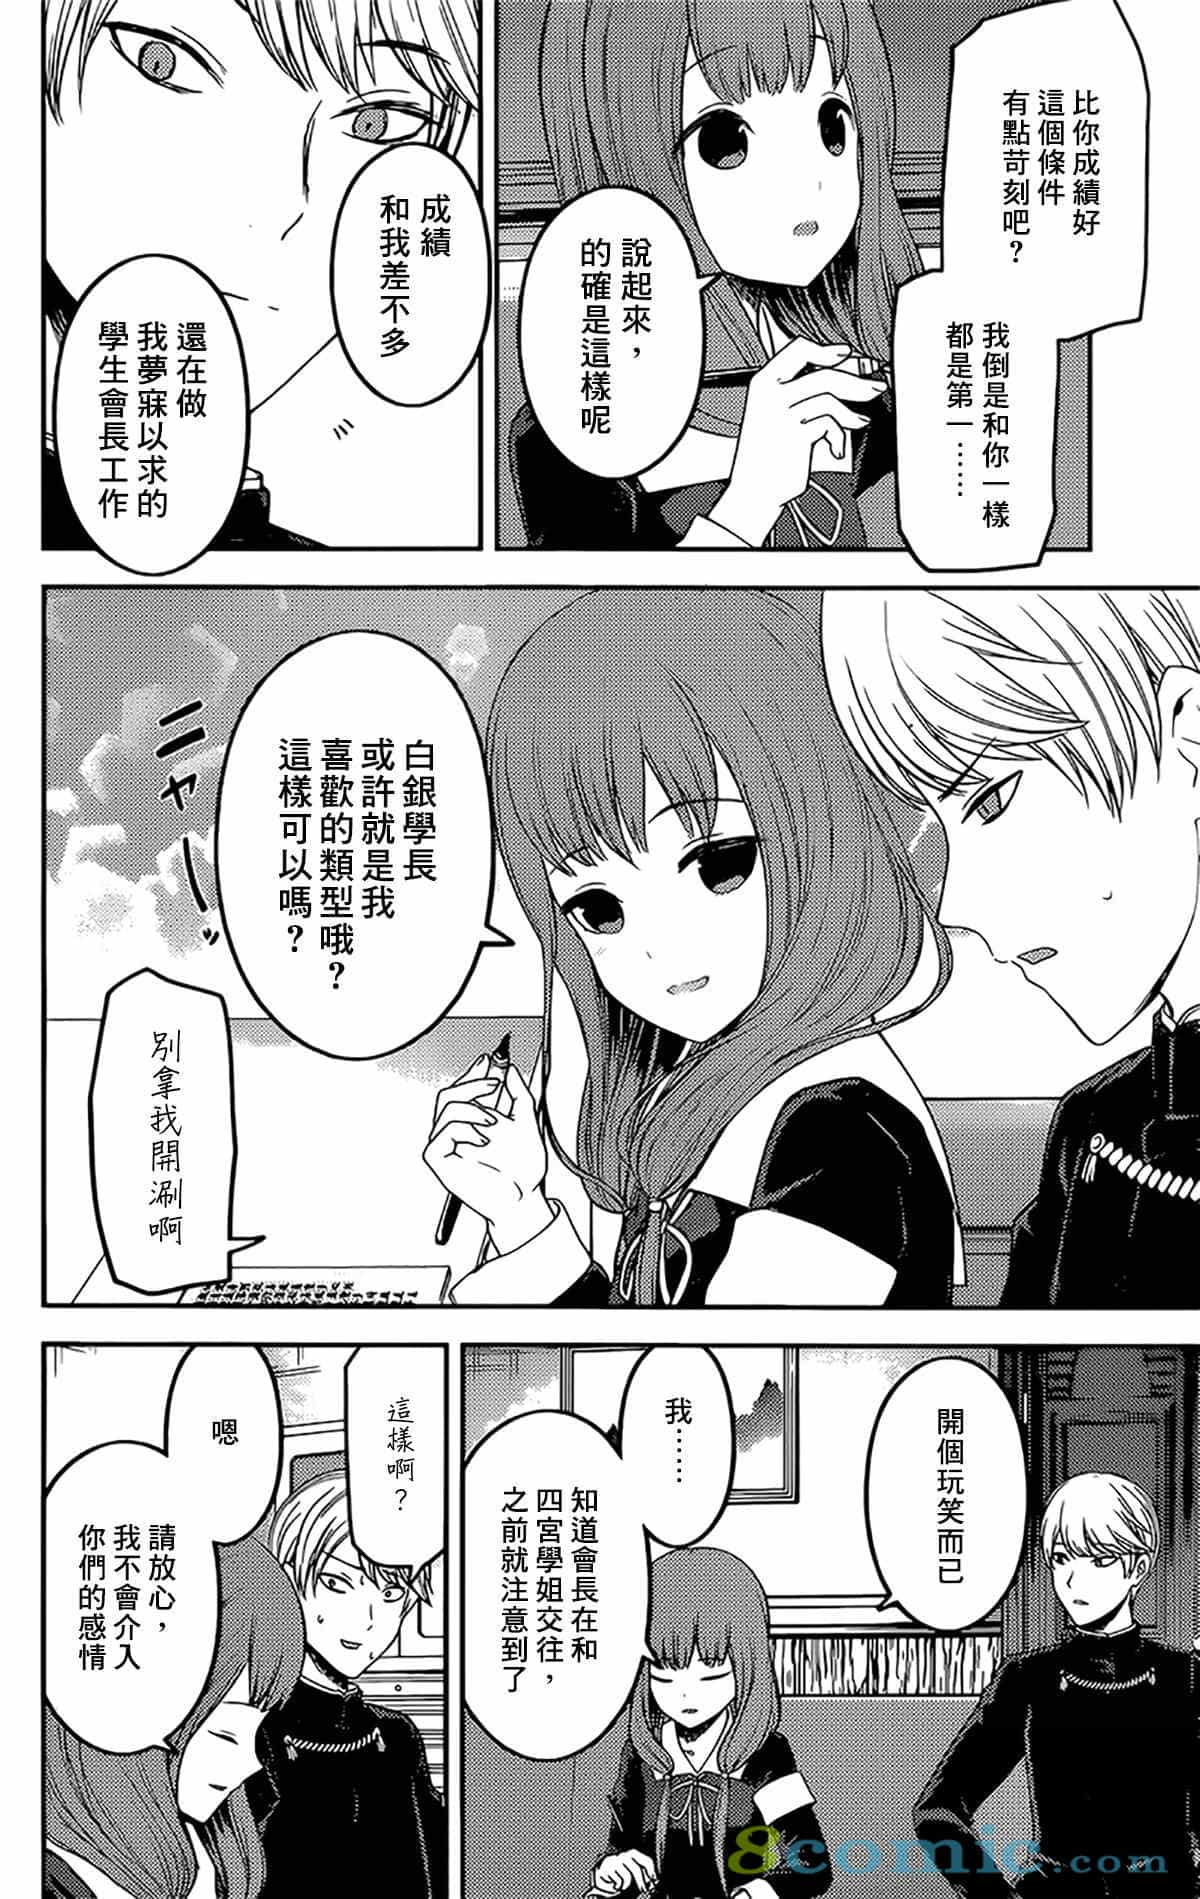 比你成績好
這個條件
有點苛刻吧？
我倒是和你一樣
都是第一……
說起來，
的確是這樣呢
成績
和我差不多
還在做
我夢寐以求的
學生會長工作
白銀學長
或許就是我
喜歡的類型哦？
這樣可以嗎？
ニヤーッ
別拿我開涮啊
開個玩笑而已
我……
知道會長在和
四宮學姐交往，
之前就注意到了
這樣啊？
嗯
請放心，
我不會介入
你們的感情
8comic.com